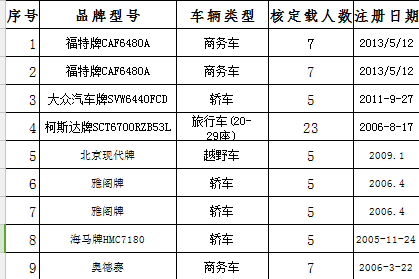 序号 品牌型号 车辆类型 核定载人数 注册日期
1 福特牌CAF6480A 商务车 7 2013/5/12
2 福特牌CAF6480A 商务车 7 2013/5/12
3 大众汽车牌SVW6440FCD 轿车 5 2011-9-27
4 柯斯达牌SCT6700RZB53L 旅行车(20-29座) 23 2006-8-17
5 北京现代牌 越野车 5 2009.1
6 雅阁牌 轿车 5 2006.4
7 雅阁牌 轿车 5 2006.4
8 海马牌HMC7180 轿车 5 2005-11-24
9 奥德赛 商务车 7 2006-3-22